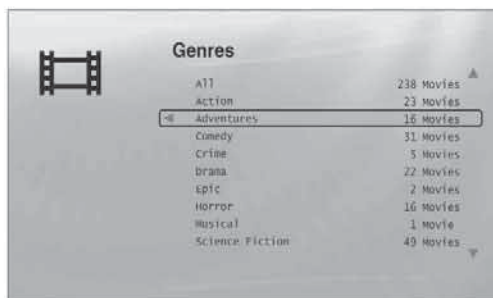 Genres
All 238 Movies
Action 23 Movies
Adventures 16 Movies
Comedy 31 Movies
Crime 5 Movies
Drama 22 Movies
Epic 2 Movies
Horror 16 Movies
Musical 1 Movie
Science Fiction 49 Movies